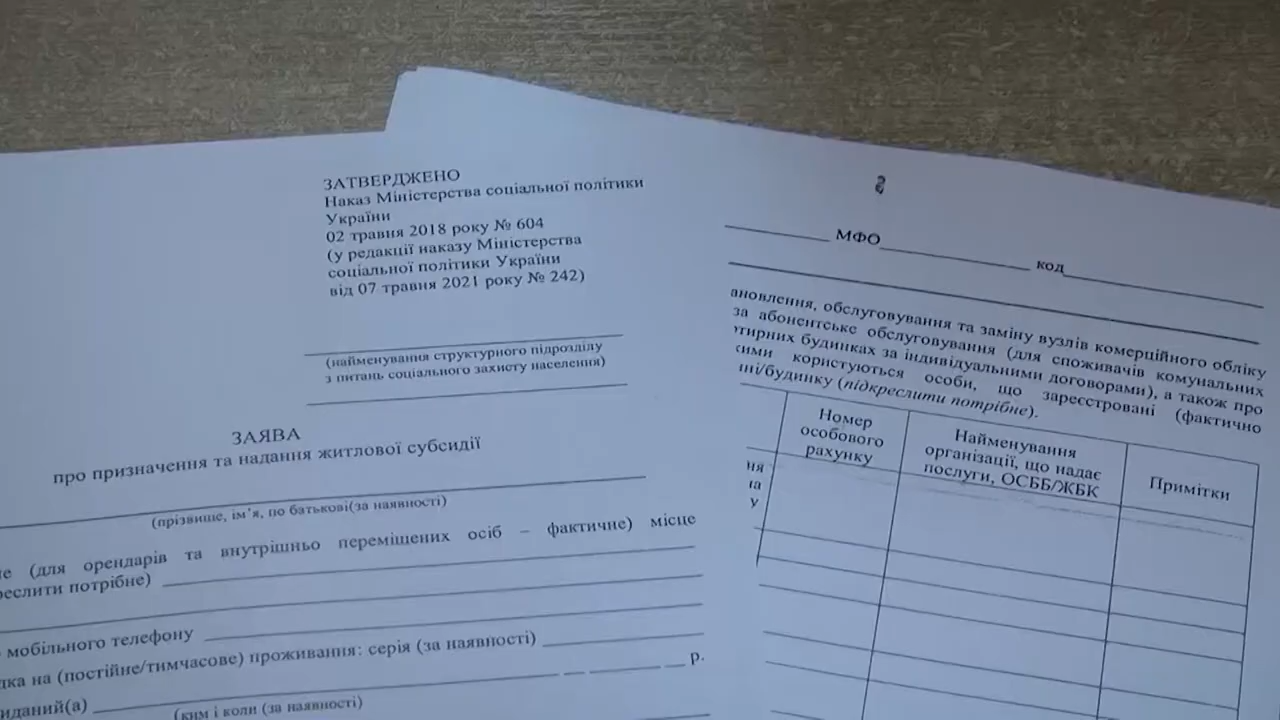 ЗАТВЕРДЖЕНО
Наказ Міністерства соціальної політики
України
02 травня 2018 року № 604
(у редакції наказу Міністерства
соціальної політики України
від 07 травня 2021 року № 242)
(найменування структурного підрозділу
з питань соціального захисту населення)
ЗАЯВА
про призначення та надання житлової субсидії
(прізвище, ім’я, по батькові(за наявності)
(для орендарів та внутрішньо переміщених осіб – фактичне) місце
потрібне)
мобільного телефону
на (постійне/тимчасове) проживання: серія (за наявності)
р.
(ким і коли (за наявності)
МФО код
обслуговування та заміну вузлів комерційного обліку
за абонентське обслуговування (для споживачів комунальних
будинках за індивідуальними договорами), а також про
користуються особи, що зареєстровані (фактично
(підкреслити потрібне).
Номер
особового
рахунку
Найменування
організації, що надає
послуги, ОСББ/ЖБК
Примітки
ня
на
у